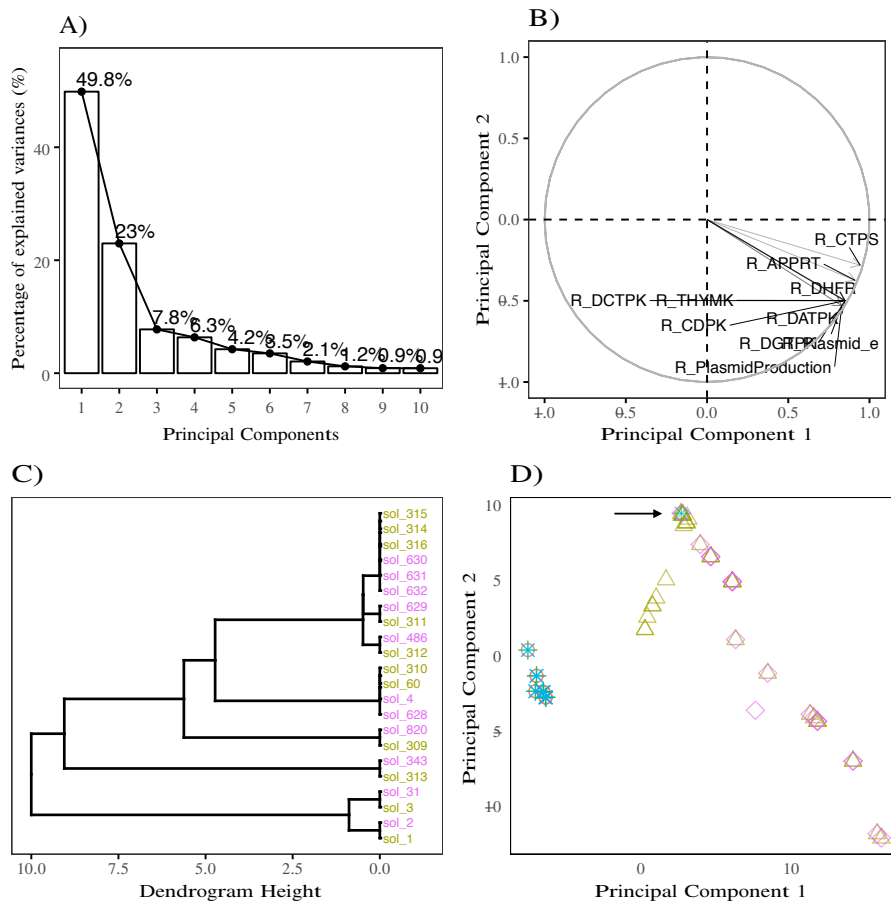 A)
B)
49.8%
23%
7.8%
6.3%
4.2%
3.5%
2.1%
1.2%
0.9%
0.9
Percentage of explained variances (%)
40
20
0
1 2 3 4 5 6 7 8 9 10
Principal Components
Principal Component 2
1.0
0.5
0.0
-0.5
-1.0
R_CTPS
R_APPRT
R_DHFR
R_DCTPK
R_THYMK
R_DATPK
R_CDPK
R_Plasmid_e
R_PlasmidProduction
-1.0 -0.5 0.0 0.5 1.0
Principal Component 1
C)
D)
sol_315
sol_314
sol_316
sol_630
sol_631
sol_632
sol_629
sol_311
sol_486
sol_312
sol_310
sol_60
sol_4
sol_628
sol_820
sol_309
sol_343
sol_313
sol_31
sol_3
sol_2
sol_1
10.0 7.5 5.0 2.5 0.0
Dendrogram Height
Principal Component 2
10
5
0
-5
-10
0 10
Principal Component 1